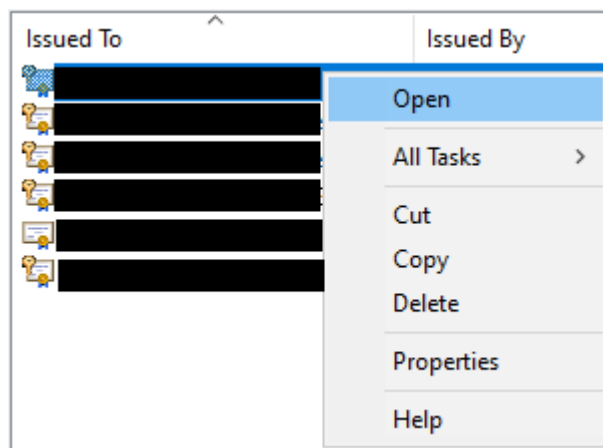 Issued To
Issued By
Open
All Tasks
Cut
Copy
Delete
Properties
Help